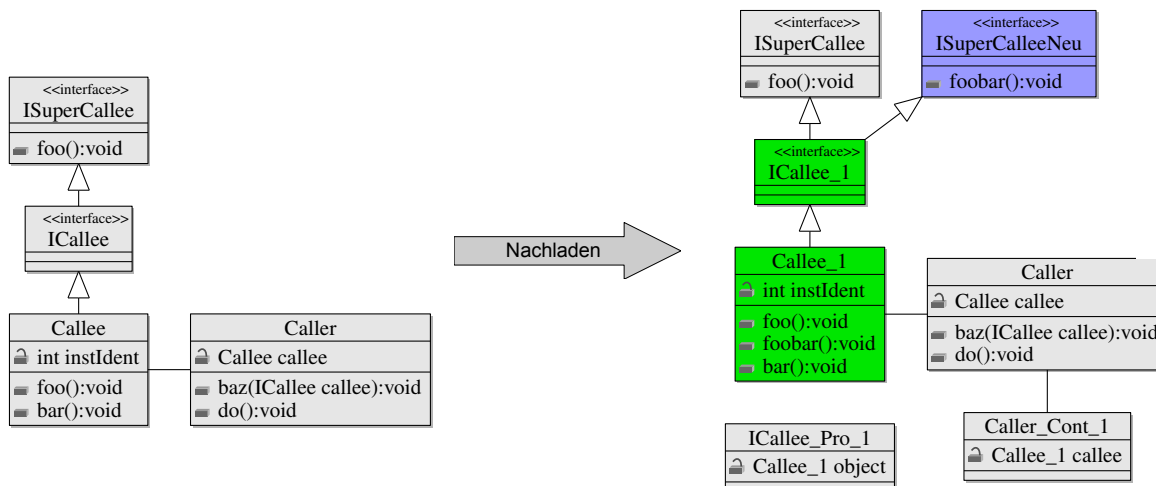 <<interface>>
ISuperCallee
foo():void
<<interface>>
ICallee
Callee
int instIdent
foo():void
bar():void
Caller
Callee callee
baz(ICallee callee):void
do():void
Nachladen
<<interface>>
ISuperCallee
foo():void
<<interface>>
ISuperCalleeNeu
foobar():void
<<interface>>
ICallee_1
Callee_1
int instIdent
foo():void
foobar():void
bar():void
Caller
Callee callee
baz(ICallee callee):void
do():void
ICallee_Pro_1
Callee_1 object
Caller_Cont_1
Callee_1 callee